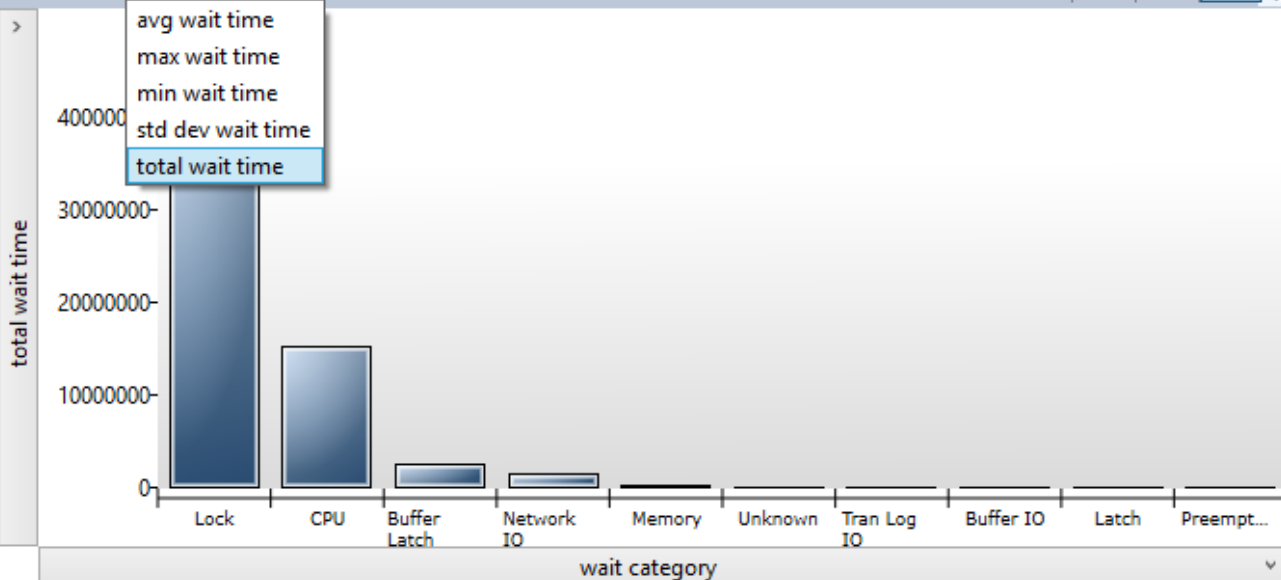 avg wait time
max wait time
min wait time
std dev wait time
total wait time
400000
30000000
20000000
10000000
0
total wait time
Lock
CPU
Buffer
Latch
Network
IO
Memory
Unknown
Tran Log
IO
Buffer IO
Latch
Preempt...
wait category